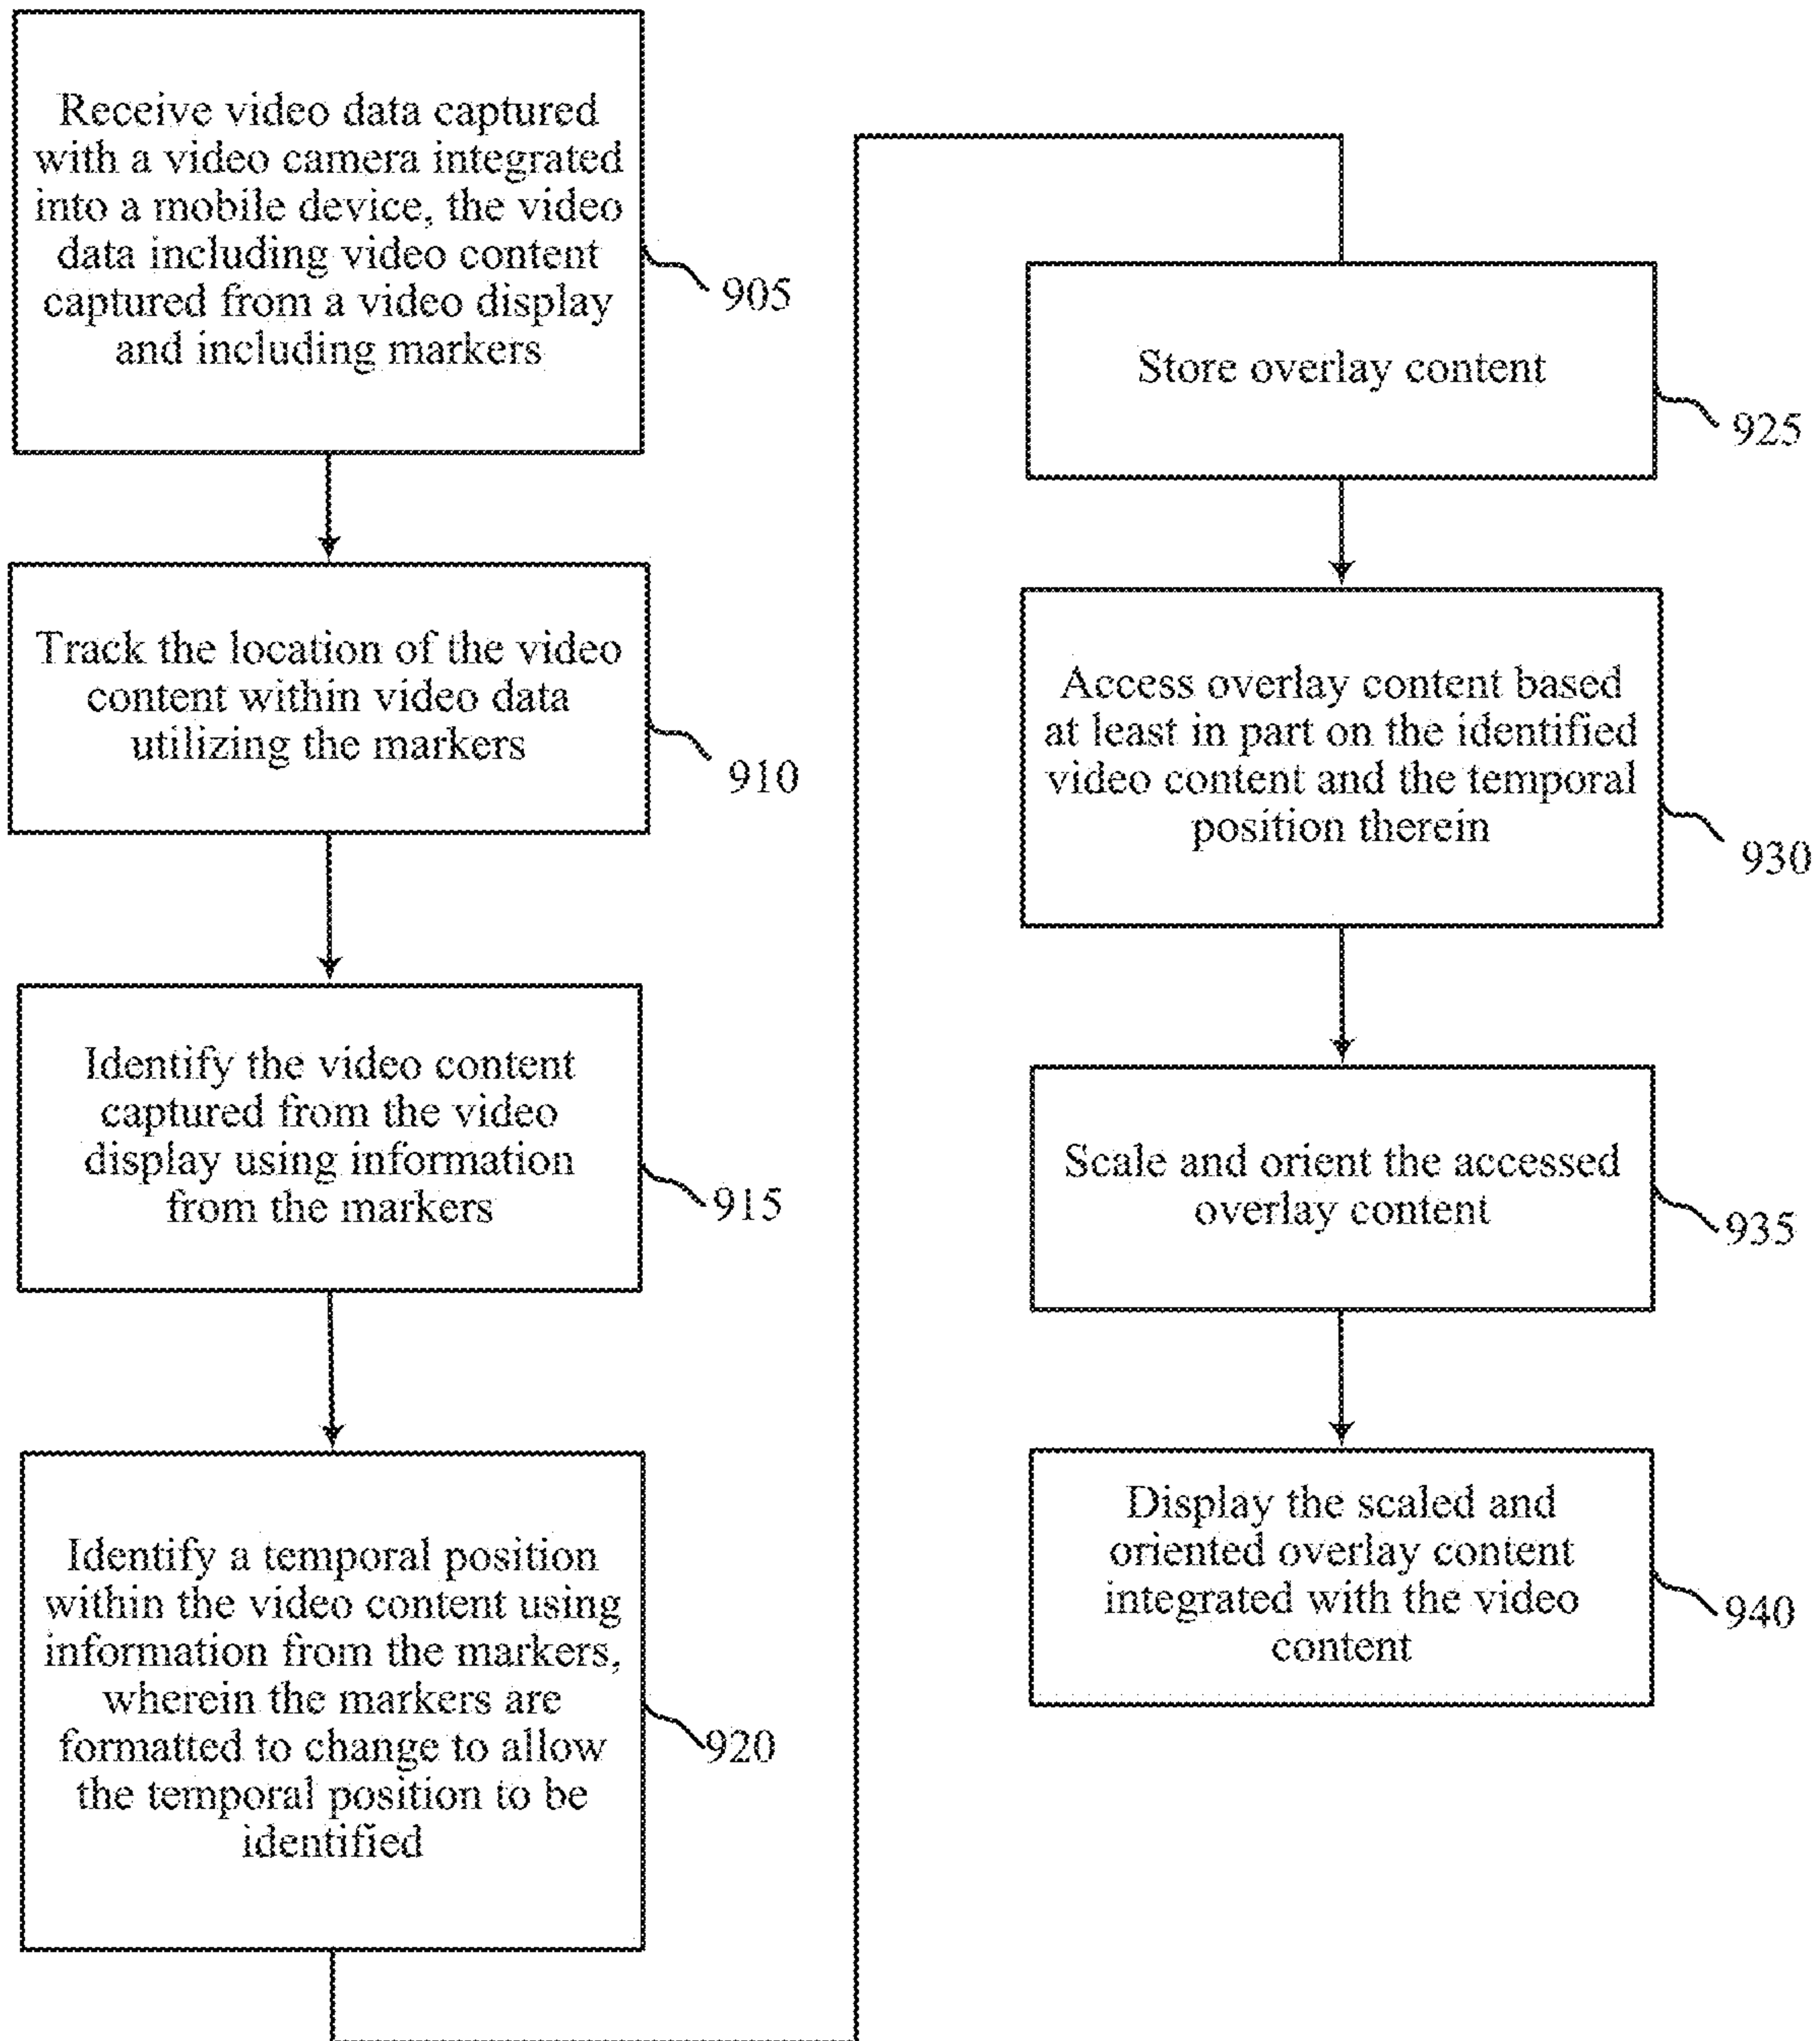 Receive video data captured
with a video camera integrated
into a mobile device, the video
data including video content
captured from a video display
and including markers
905
Track the location of the video
content within video data
utilizing the markers
910
Identify the video content
captured from the video
display using information
from the markers
915
Identify a temporal position
within the video content using
information from the markers,
wherein the markers are
formatted to change to allow
the temporal position to be
identified
920
Store overlay content
925
Access overlay content based
at least in part on the identified
video content and the temporal
position therein
930
Scale and orient the accessed
overlay content
935
Display the scaled and
oriented overlay content
integrated with the video
content
940